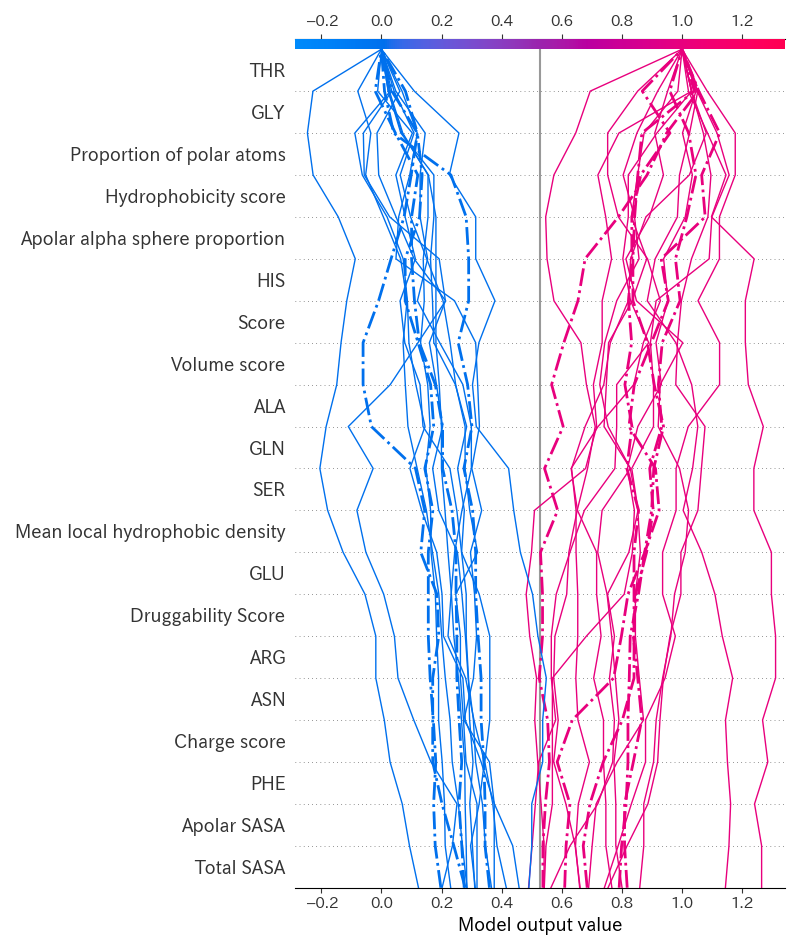 −0.2 0.0 0.2 0.4 0.6 0.8 1.0 1.2
THR
GLY
Proportion of polar atoms
Hydrophobicity score
Apolar alpha sphere proportion
HIS
Score
Volume score
ALA
GLN
SER
Mean local hydrophobic density
GLU
Druggability Score
ARG
ASN
Charge score
PHE
Apolar SASA
Total SASA
−0.2 0.0 0.2 0.4 0.6 0.8 1.0 1.2
Model output value